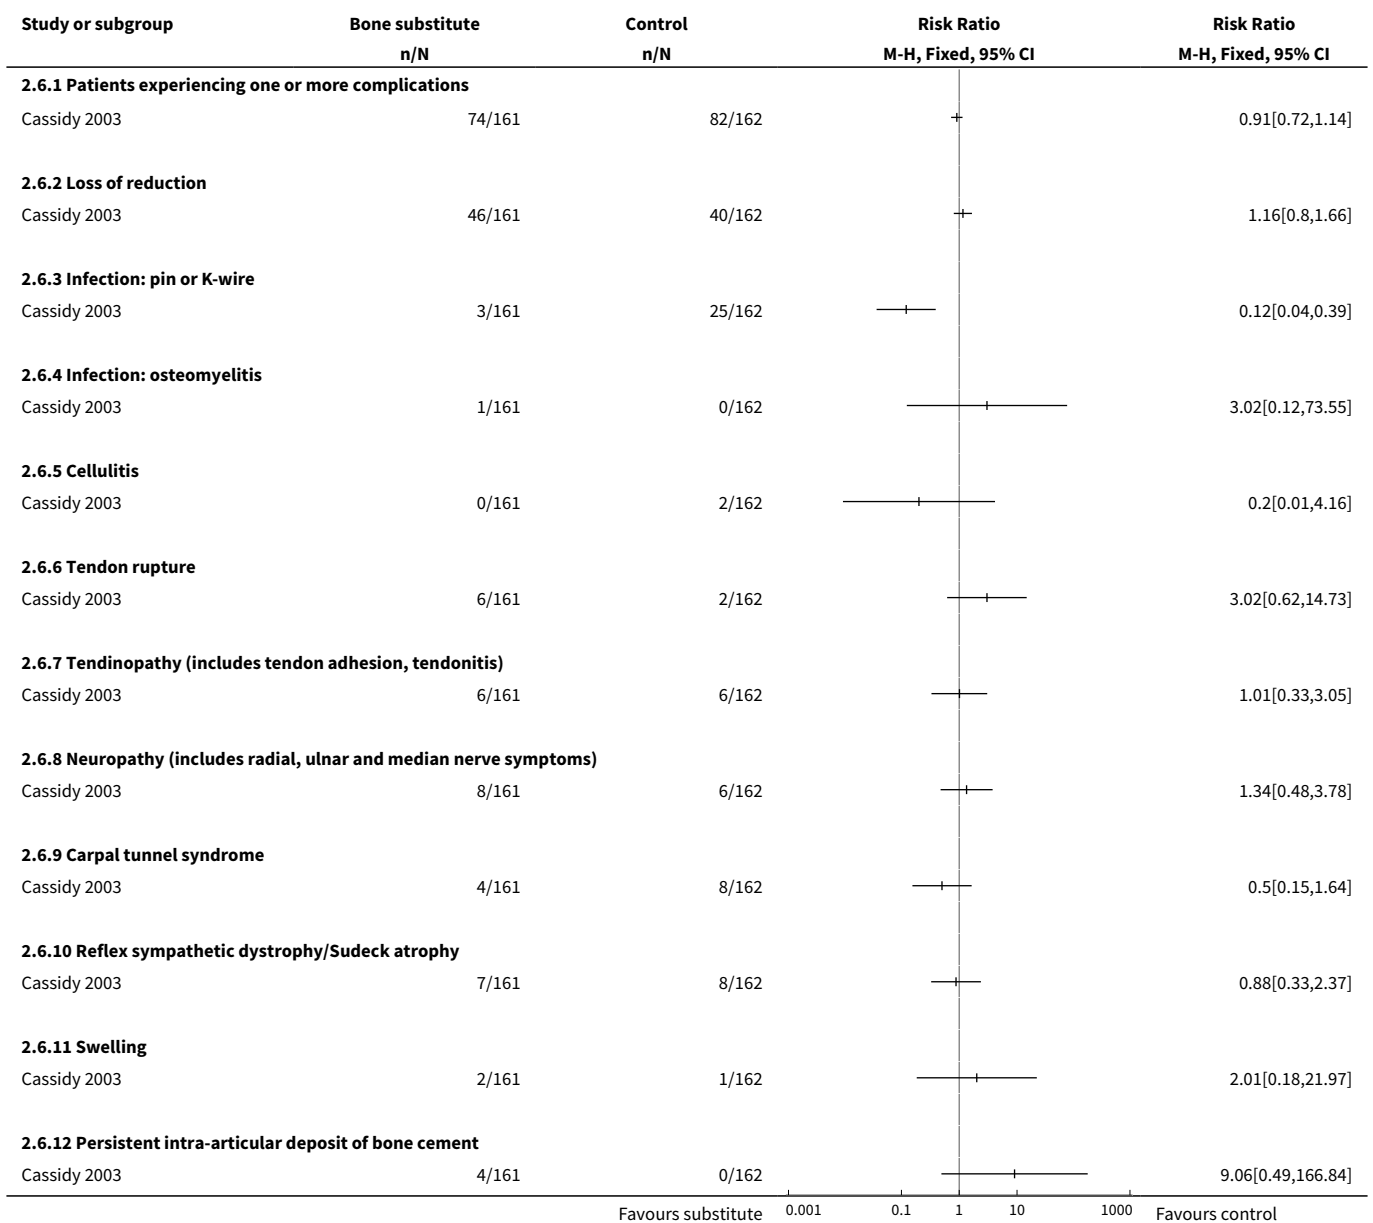 Study or subgroup Bone substitute Control Risk Ratio Risk Ratio
n/N n/N M-H, Fixed, 95% CI M-H, Fixed, 95% CI
2.6.1 Patients experiencing one or more complications
Cassidy 2003 74/161 82/162 0.91[0.72,1.14]
2.6.2 Loss of reduction
Cassidy 2003 46/161 40/162 1.16[0.8,1.66]
2.6.3 Infection: pin or K-wire
Cassidy 2003 3/161 25/162 0.12[0.04,0.39]
2.6.4 Infection: osteomyelitis
Cassidy 2003 1/161 0/162 3.02[0.12,73.55]
2.6.5 Cellulitis
Cassidy 2003 0/161 2/162 0.2[0.01,4.16]
2.6.6 Tendon rupture
Cassidy 2003 6/161 2/162 3.02[0.62,14.73]
2.6.7 Tendinopathy (includes tendon adhesion, tendonitis)
Cassidy 2003 6/161 6/162 1.01[0.33,3.05]
2.6.8 Neuropathy (includes radial, ulnar and median nerve symptoms)
Cassidy 2003 8/161 6/162 1.34[0.48,3.78]
2.6.9 Carpal tunnel syndrome
Cassidy 2003 4/161 8/162 0.5[0.15,1.64]
2.6.10 Reflex sympathetic dystrophy/Sudeck atrophy
Cassidy 2003 7/161 8/162 0.88[0.33,2.37]
2.6.11 Swelling
Cassidy 2003 2/161 1/162 2.01[0.18,21.97]
2.6.12 Persistent intra-articular deposit of bone cement
Cassidy 2003 4/161 0/162 9.06[0.49,166.84]
Favours substitute 0.001 0.1 1 10 1000 Favours control